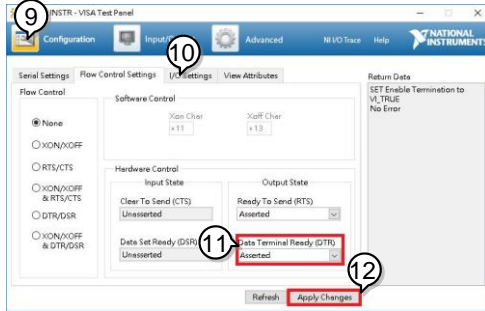 ⑨ INSTR - VISA Test Panel
Configuration
Advanced
NI I/O Trace
Help
NATIONAL
INSTRUMENTS
⑩
Serial Settings
Flow Control Settings
I/O Settings
View Attributes
Return Data
SET Enable Termination to
VI_TRUE
No Error
Flow Control
None
XON/XOFF
RTS/CTS
XON/XOFF
& RTS/CTS
DTR/DSR
XON/XOFF
& DTR/DSR
Software Control
Xon Char
x11
Xoff Char
x13
Hardware Control
Input State
Clear To Send (CTS)
Unasserted
Data Set Ready (DSR)
Unasserted
Output State
Ready To Send (RTS)
Asserted
⑪
Data Terminal Ready (DTR)
Asserted
⑫
Refresh
Apply Changes